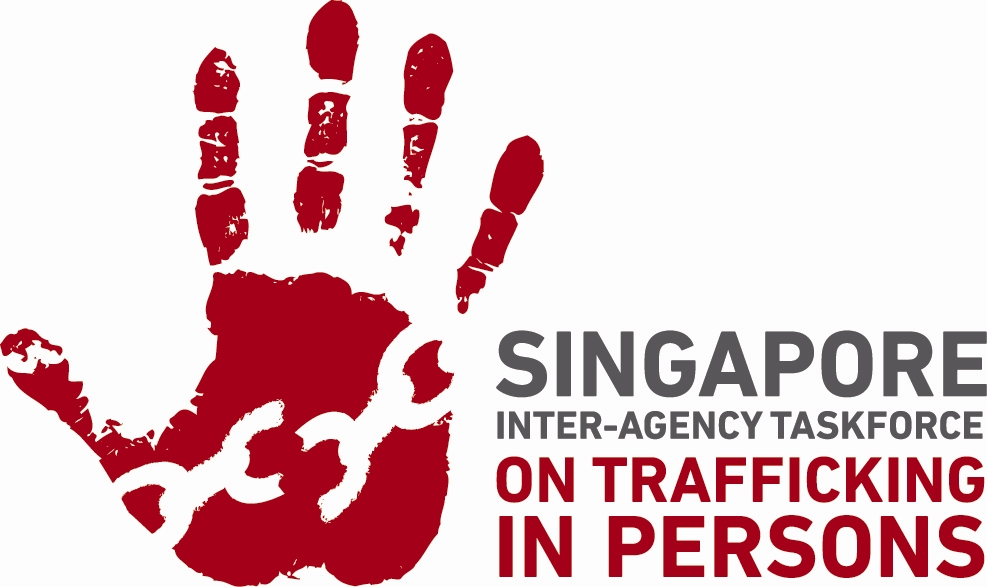 SINGAPORE
INTER-AGENCY TASKFORCE
ON TRAFFICKING
IN PERSONS